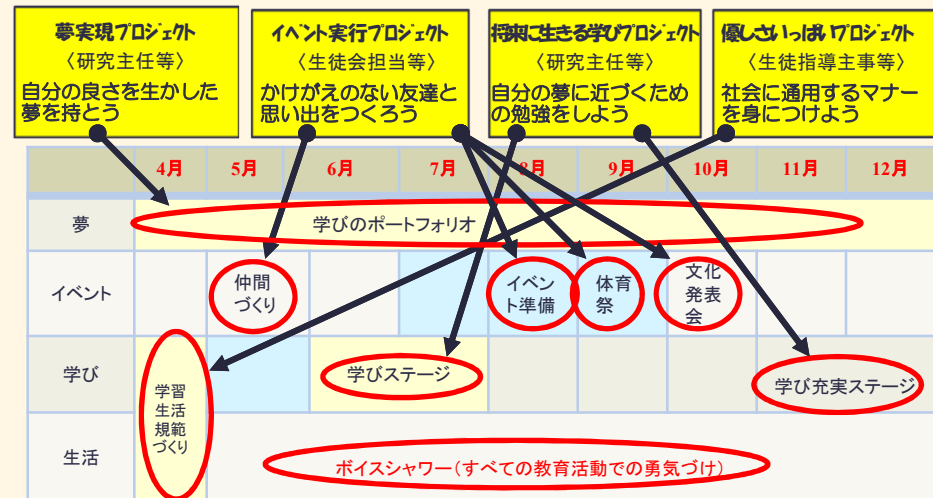 夢実現プロジェクト
〈研究主任等〉
自分の良さを生かした
夢を持とう
イベント実行プロジェクト
〈生徒会担当等〉
かけがえのない友達と
思い出をつくろう
将来に生きる学びプロジェクト
〈研究主任等〉
自分の夢に近づくため
の勉強をしよう
優しさいっぱいプロジェクト
〈生徒指導主事等〉
社会に通用するマナー
を身につけよう
4月 5月 6月 7月 8月 9月 10月 11月 12月
夢
学びのポートフォリオ
イベント
仲間
づくり
イベン
ト準備
体育
祭
文化
発表
会
学び
学習
生活
規範
づくり
学びステージ
学び充実ステージ
生活
ボイスシャワー(すべての教育活動での勇気づけ)